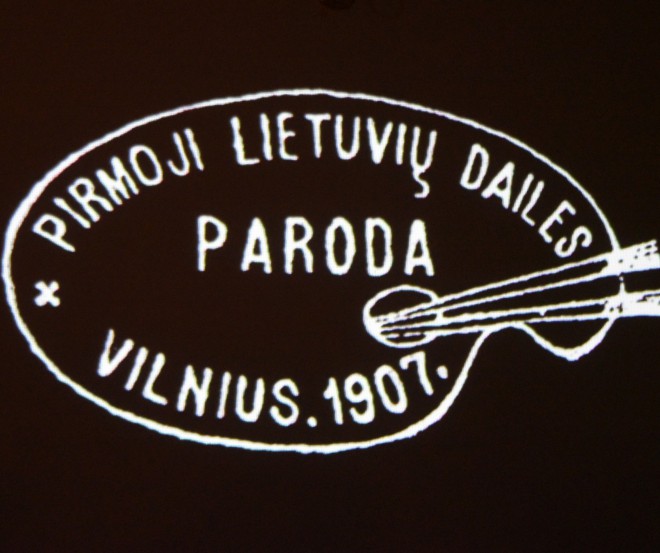 PIRMOJI LIETUVIŲ DAILES
PARODA
VILNIUS. 1907.